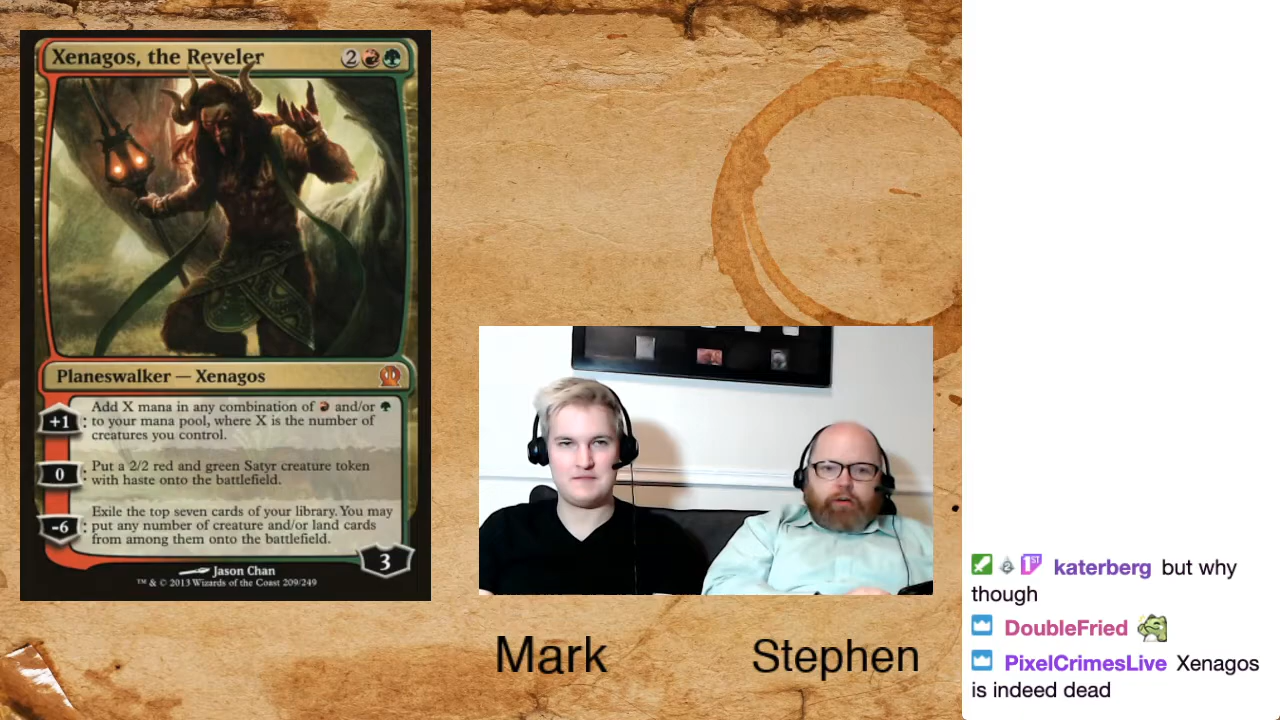 Xenagos, the Reveler 2
Planeswalker — Xenagos
+1 : Add X mana in any combination of and/or
to your mana pool, where X is the number of
creatures you control.
0 : Put a 2/2 red and green Satyr creature token
with haste onto the battlefield.
-6 : Exile the top seven cards of your library. You may
put any number of creature and/or land cards
from among them onto the battlefield.
3
Jason Chan
™ & © 2013 Wizards of the Coast 209/249
Mark Stephen
1ST katerberg but why
though
DoubleFried
PixelCrimesLive Xenagos
is indeed dead